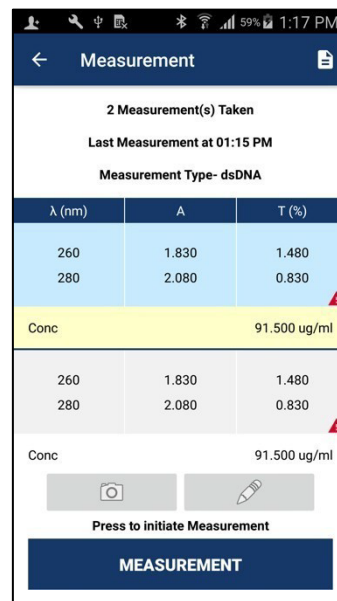 59% 1:17 PM
Measurement
2 Measurement(s) Taken
Last Measurement at 01:15 PM
Measurement Type- dsDNA
λ (nm) A T (%)
260 1.830 1.480
280 2.080 0.830
Conc 91.500 ug/ml
260 1.830 1.480
280 2.080 0.830
Conc 91.500 ug/ml
Press to initiate Measurement
MEASUREMENT